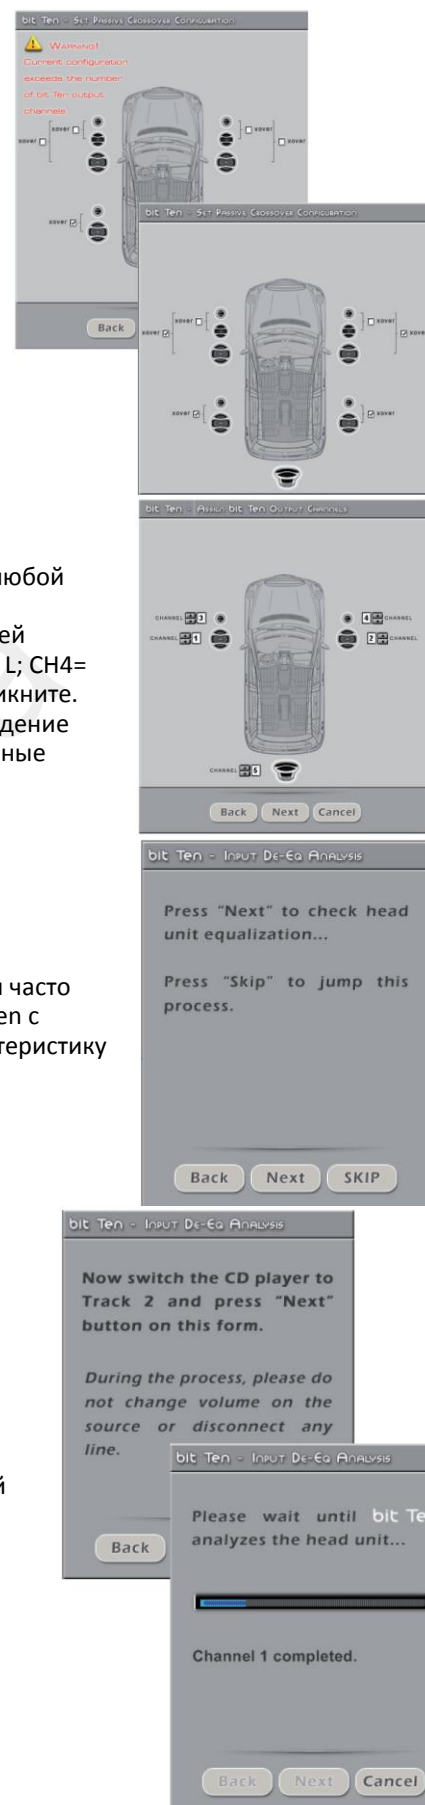 bit Ten - Set Passive Crossover Configuration
Warning!
Current configuration
exceeds the number
of bit Ten output
channels.
xover xover
xover xover
xover
Back
bit Ten - Set Passive Crossover Configuration
xover xover
xover xover
xover xover
bit Ten - Assign bit Ten Output Channels
любой
CHANNEL 3 4 CHANNEL
ей
CHANNEL 1 2 CHANNEL
L; CH4=
икните.
дение
ные
CHANNEL 5
Back Next Cancel
bit Ten - Input De-Eq Analysis
Press "Next" to check head
unit equalization...
Press "Skip" to jump this
process.
часто
en с
теристику
Back Next SKIP
bit Ten - Input De-Eq Analysis
Now switch the CD player to
Track 2 and press "Next"
button on this form.
During the process, please do
not change volume on the
source or disconnect any
line.
Back
bit Ten - Input De-Eq Analysis
й
Please wait until bit Te
analyzes the head unit...
Channel 1 completed.
Back Next Cancel